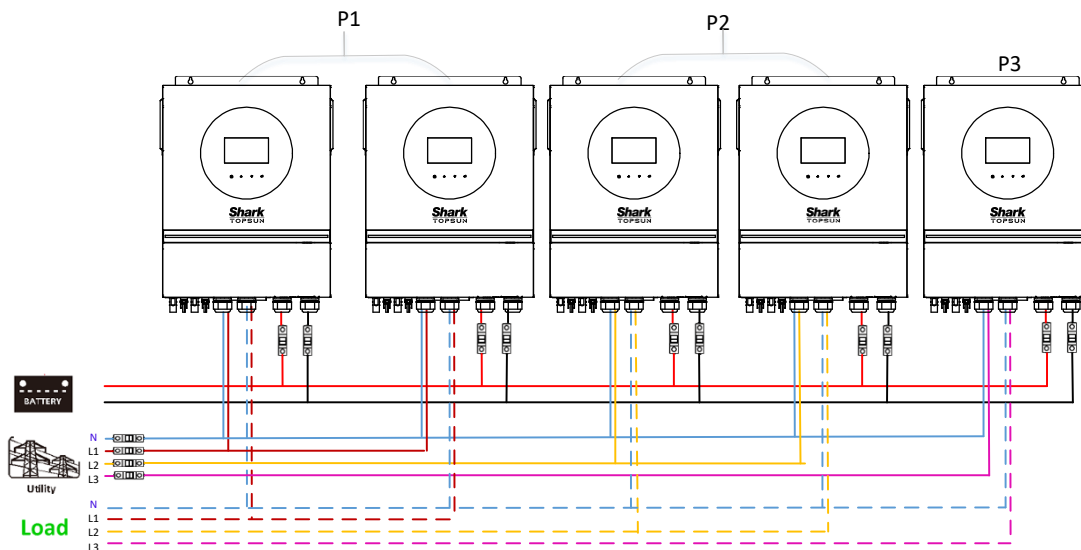 P1
P2
P3
Shark
TOPSUN
Shark
TOPSUN
Shark
TOPSUN
Shark
TOPSUN
Shark
TOPSUN
BATTERY
N
L1
L2
L3
Utility
N
L1
L2
L3
Load